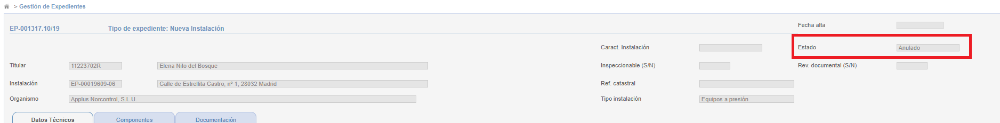 > Gestión de Expedientes
EP-001317.10/19 Tipo de expediente: Nueva Instalación Fecha alta
Caract. Instalación Estado Anulado
Titular 11223702R Elena Nito del Bosque Inspeccionable (S/N) Rev. documental (S/N)
Instalación EP-00019609-06 Calle de Estrellita Castro, nº 1, 28032 Madrid Ref. catastral
Organismo Applus Norcontrol, S.L.U. Tipo instalación Equipos a presión
Datos Técnicos Componentes Documentación